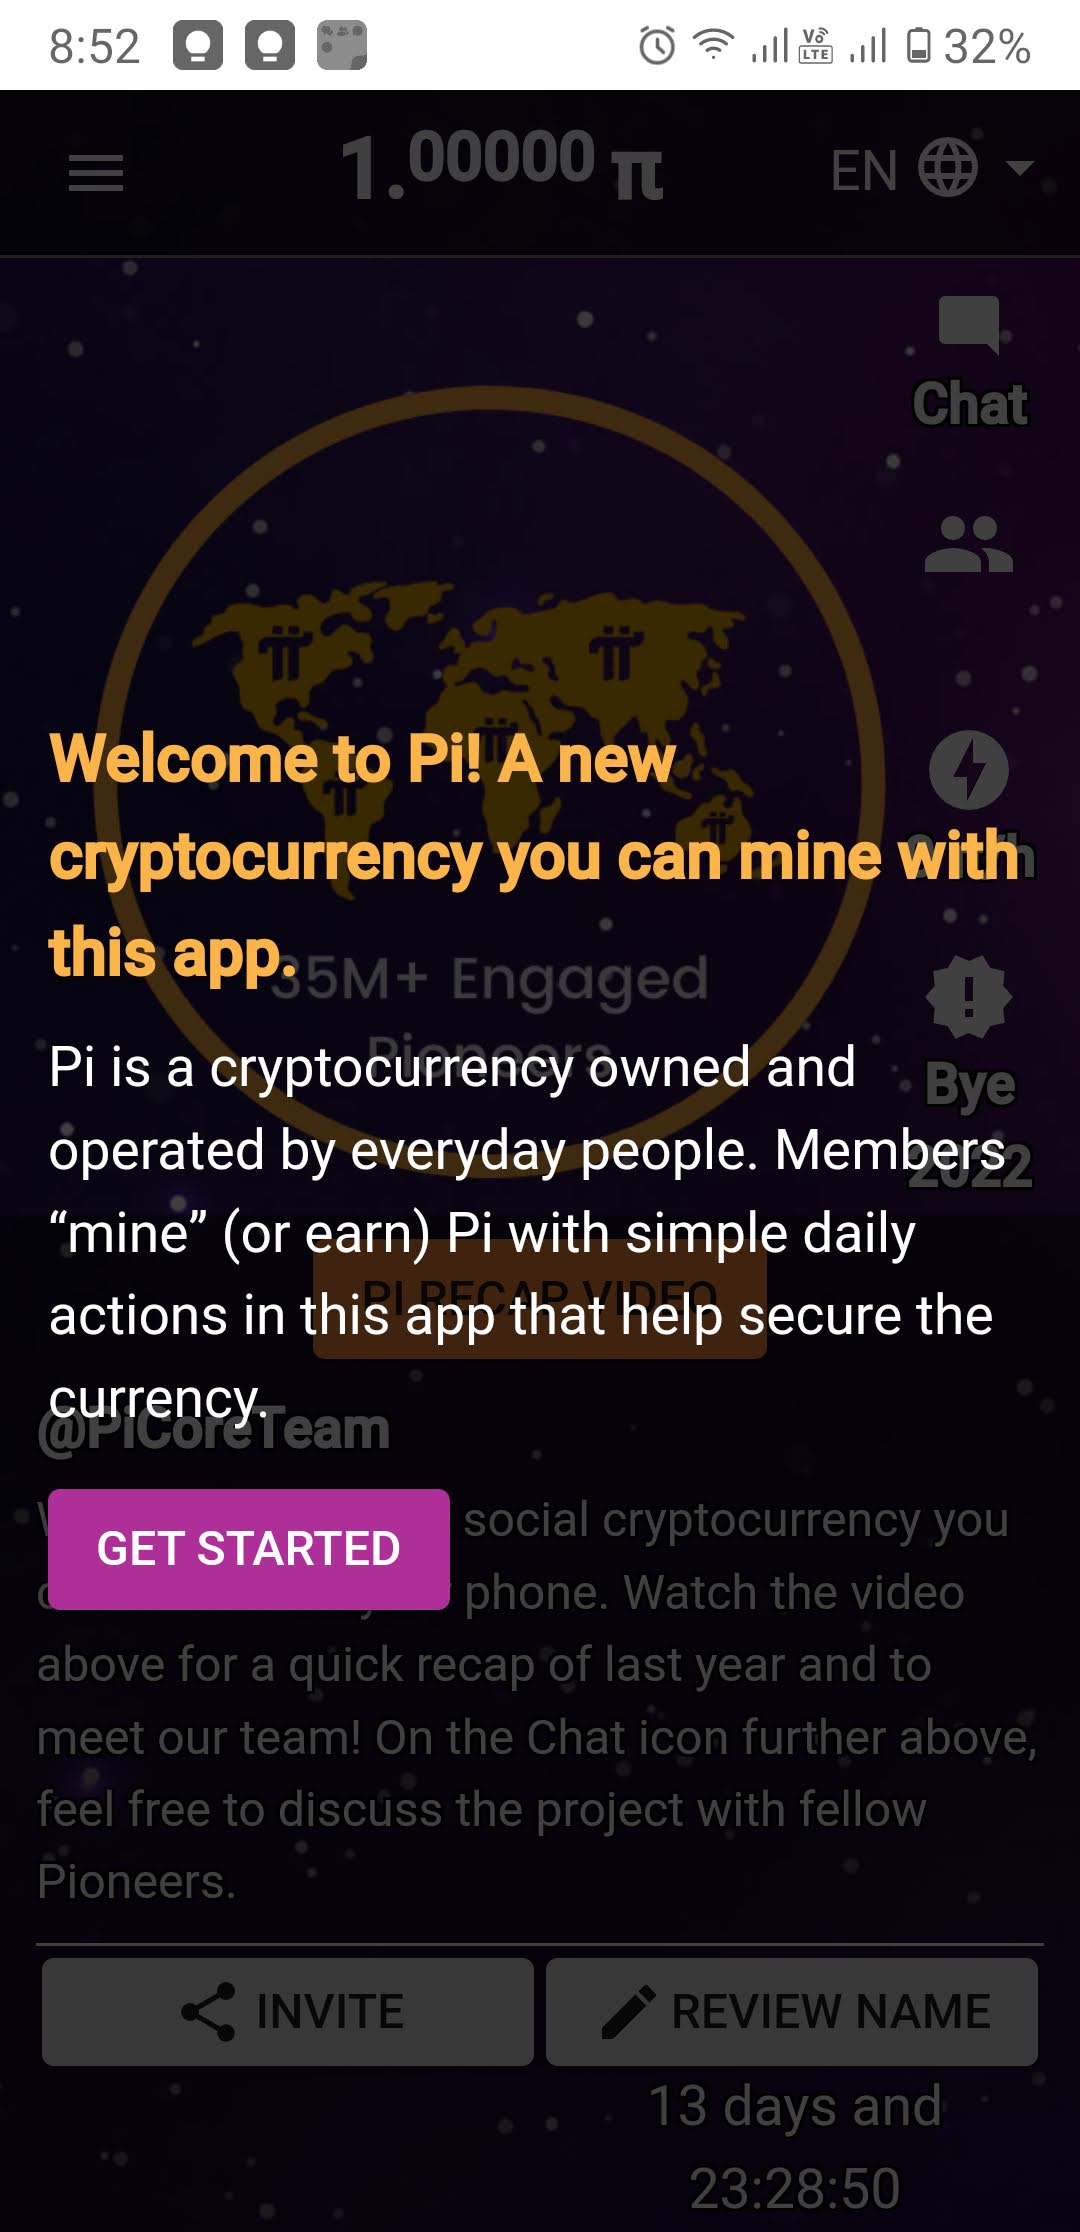 8:52
Vo LTE 32%
1.00000 π
EN
Chat
Welcome to Pi! A new
cryptocurrency you can mine with
this app.
35M+ Engaged
Pioneers
Pi is a cryptocurrency owned and
operated by everyday people. Members
“mine” (or earn) Pi with simple daily
actions in this app that help secure the
currency.
Bye
2022
PI RECAP VIDEO
@PiCoreTeam
GET STARTED
social cryptocurrency you
phone. Watch the video
above for a quick recap of last year and to
meet our team! On the Chat icon further above,
feel free to discuss the project with fellow
Pioneers.
INVITE
REVIEW NAME
13 days and
23:28:50